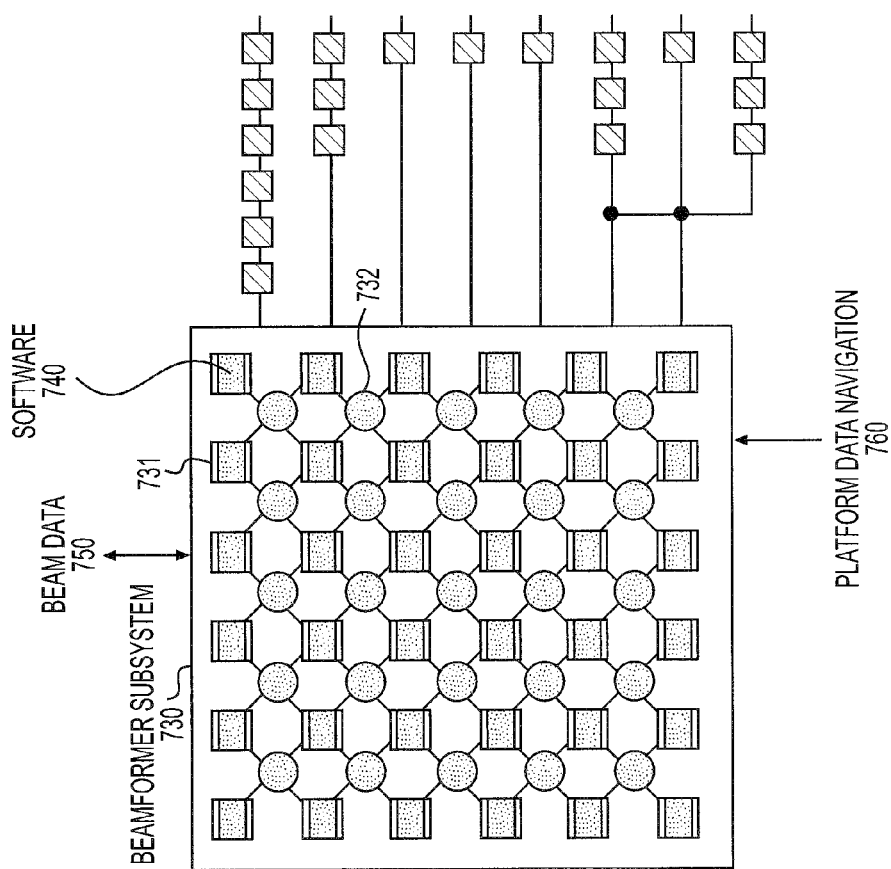 SOFTWARE
740
732
731
BEAM DATA
750
BEAMFORMER SUBSYSTEM
730
PLATFORM DATA NAVIGATION
760